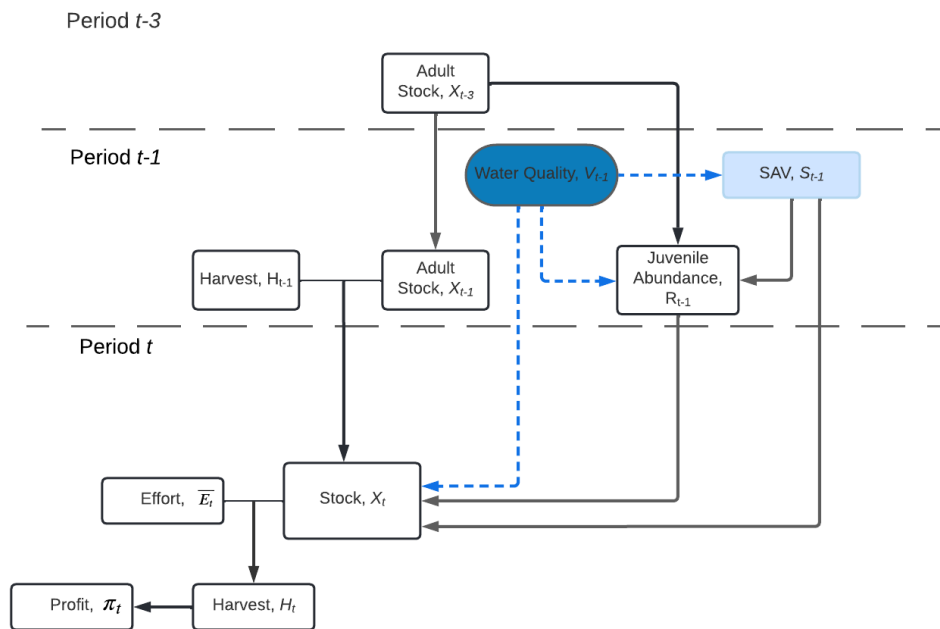 Period t-3
Adult
Stock, Xt-3
Period t-1
Water Quality, Vt-1
SAV, St-1
Harvest, Ht-1
Adult
Stock, Xt-1
Juvenile
Abundance,
Rt-1
Period t
Effort, E̅t
Stock, Xt
Profit, πt
Harvest, Ht